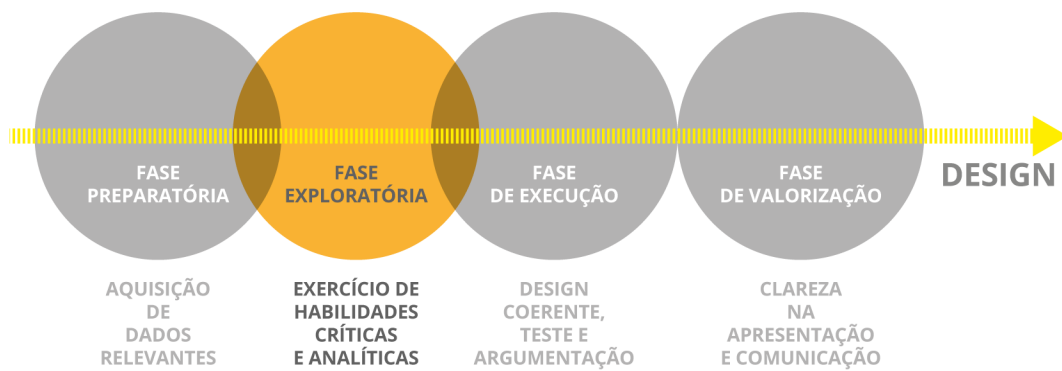 FASE
PREPARATÓRIA
FASE
EXPLORATÓRIA
FASE
DE EXECUÇÃO
FASE
DE VALORIZAÇÃO
DESIGN
AQUISIÇÃO
DE
DADOS
RELEVANTES
EXERCÍCIO DE
HABILIDADES
CRÍTICAS
E ANALÍTICAS
DESIGN
COERENTE,
TESTE E
ARGUMENTAÇÃO
CLAREZA
NA
APRESENTAÇÃO
E COMUNICAÇÃO